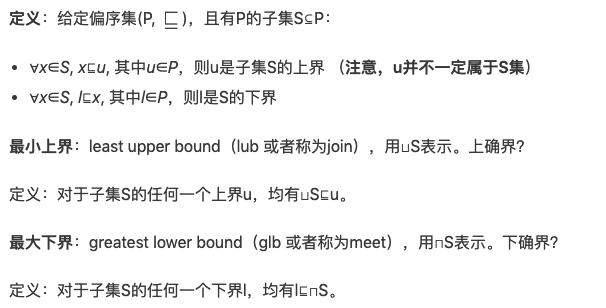 定义：给定偏序集(P, ⊑)，且有P的子集S⊆P：
• ∀x∈S, x⊑u, 其中u∈P，则u是子集S的上界 （注意，u并不一定属于S集）
• ∀x∈S, l⊑x, 其中l∈P，则l是S的下界
最小上界：least upper bound（lub 或者称为join），用⊔S表示。上确界?
定义：对于子集S的任何一个上界u，均有⊔S⊑u。
最大下界：greatest lower bound（glb 或者称为meet），用⊓S表示。下确界?
定义：对于子集S的任何一个下界l，均有l⊑⊓S。